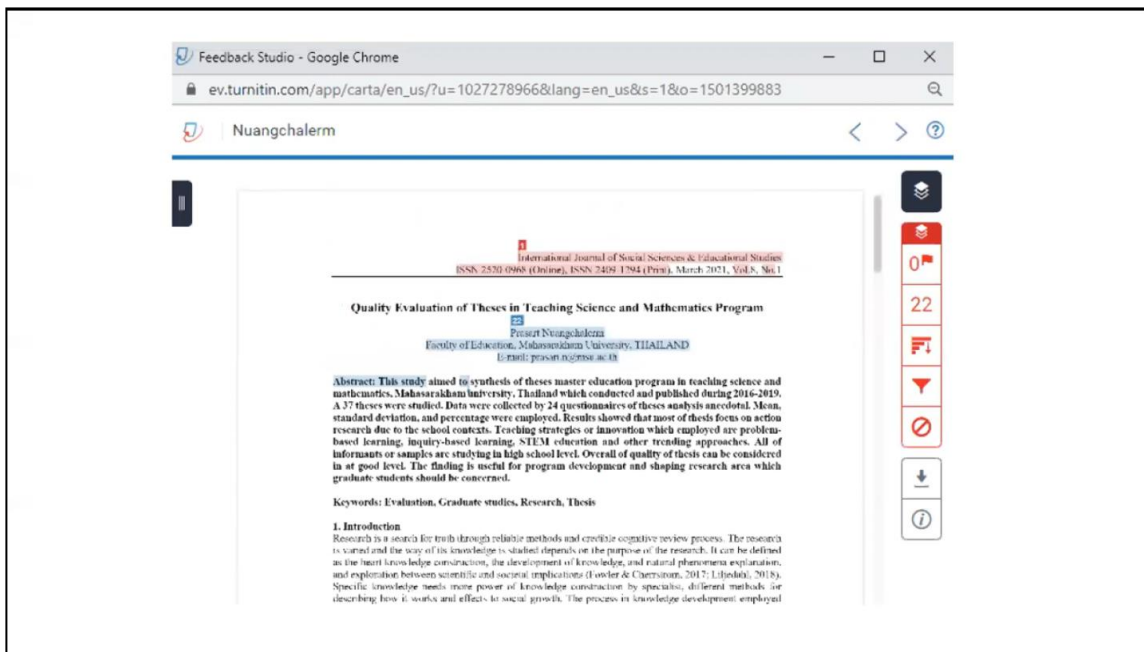 Feedback Studio - Google Chrome
ev.turnitin.com/app/carta/en_us/?u=1027278966&lang=en_us&s=1&o=1501399883
Nuangchalerm
1
International Journal of Social Sciences & Educational Studies
ISSN 2520-0968 (Online), ISSN 2409-1294 (Print), March 2021, Vol.8, No.1
Quality Evaluation of Theses in Teaching Science and Mathematics Program
22
Prasart Nuangchalerm
Faculty of Education, Mahasarakham University, THAILAND
E-mail: prasart.n@msu.ac.th
Abstract: This study aimed to synthesis of theses master education program in teaching science and
mathematics, Mahasarakham university, Thailand which conducted and published during 2016-2019.
A 37 theses were studied. Data were collected by 24 questionnaires of theses analysis anecdotal. Mean,
standard deviation, and percentage were employed. Results showed that most of thesis focus on action
research due to the school contexts. Teaching strategies or innovation which employed are problem-
based learning, inquiry-based learning, STEM education and other trending approaches. All of
informants or samples are studying in high school level. Overall of quality of thesis can be considered
in at good level. The finding is useful for program development and shaping research area which
graduate students should be concerned.
Keywords: Evaluation, Graduate studies, Research, Thesis
1. Introduction
Research is a search for truth through reliable methods and credible cognitive review process. The research
is varied and the way of its knowledge is studied depends on the purpose of the research. It can be defined
as the heart knowledge construction, the development of knowledge, and natural phenomena explanation,
and exploration between scientific and societal implications (Fowler & Cherrstrom, 2017; Liljedahl, 2018).
Specific knowledge needs more power of knowledge construction by specialist, different methods for
describing how it works and effects to social growth. The process in knowledge development employed
0
22